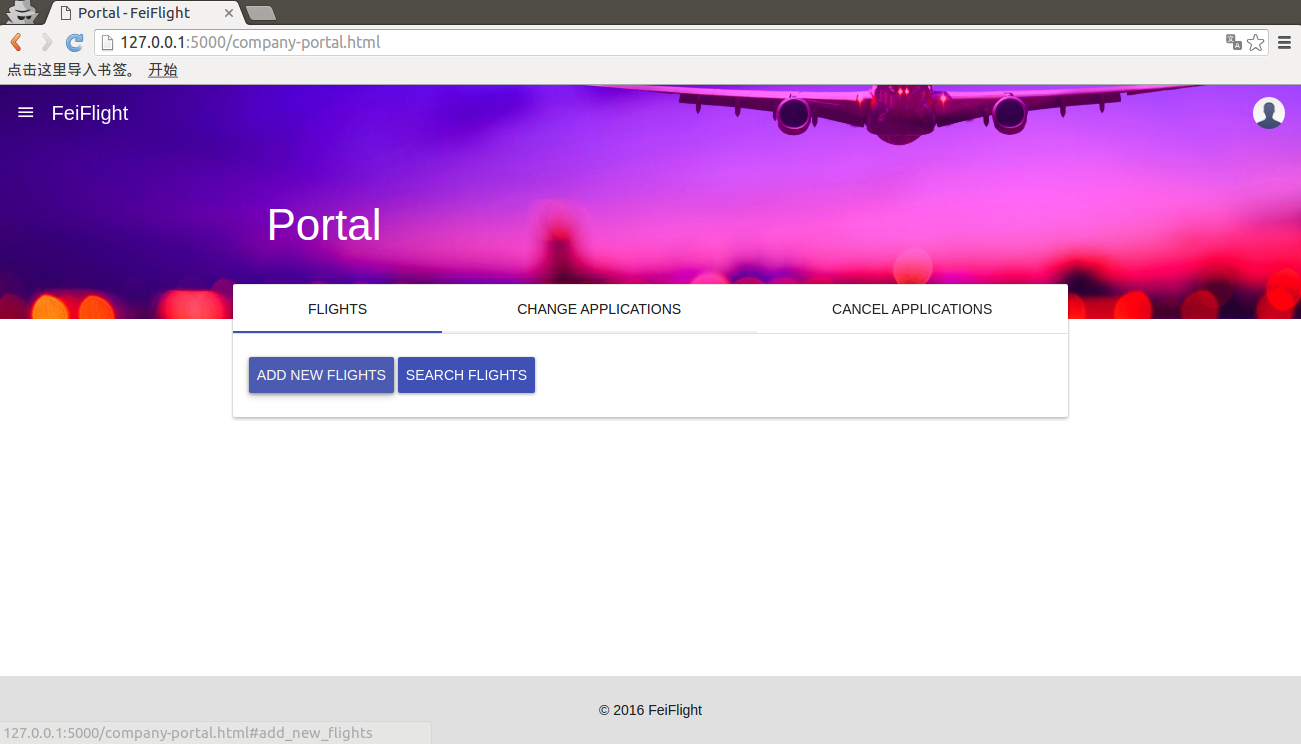 Portal - FeiFlight
127.0.0.1:5000/company-portal.html
点击这里导入书签。 开始
FeiFlight
Portal
FLIGHTS CHANGE APPLICATIONS CANCEL APPLICATIONS
ADD NEW FLIGHTS SEARCH FLIGHTS
© 2016 FeiFlight
127.0.0.1:5000/company-portal.html#add_new_flights